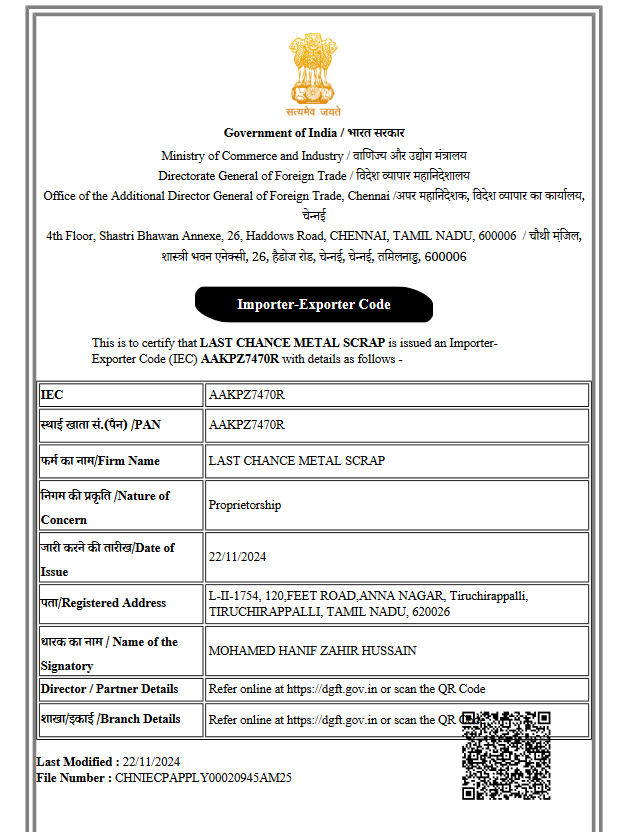 सत्यमेव जयते
Government of India / भारत सरकार
Ministry of Commerce and Industry / वाणिज्य और उद्योग मंत्रालय
Directorate General of Foreign Trade / विदेश व्यापार महानिदेशालय
Office of the Additional Director General of Foreign Trade, Chennai /अपर महानिदेशक, विदेश व्यापार का कार्यालय,
चेन्नई
4th Floor, Shastri Bhawan Annexe, 26, Haddows Road, CHENNAI, TAMIL NADU, 600006 / चौथी मंजिल,
शास्त्री भवन एनेक्सी, 26, हैडोज रोड, चेन्नई, चेन्नई, तमिलनाडु, 600006
Importer-Exporter Code
This is to certify that LAST CHANCE METAL SCRAP is issued an Importer-
Exporter Code (IEC) AAKPZ7470R with details as follows -
IEC AAKPZ7470R
स्थाई खाता सं.(पैन) /PAN AAKPZ7470R
फर्म का नाम/Firm Name LAST CHANCE METAL SCRAP
निगम की प्रकृति /Nature of
Concern
Proprietorship
जारी करने की तारीख/Date of
Issue
22/11/2024
पता/Registered Address
L-II-1754, 120,FEET ROAD,ANNA NAGAR, Tiruchirappalli,
TIRUCHIRAPPALLI, TAMIL NADU, 620026
धारक का नाम / Name of the
Signatory
MOHAMED HANIF ZAHIR HUSSAIN
Director / Partner Details Refer online at https://dgft.gov.in or scan the QR Code
शाखा/इकाई /Branch Details Refer online at https://dgft.gov.in or scan the QR Code
Last Modified : 22/11/2024
File Number : CHNIECPAPPLY00020945AM25